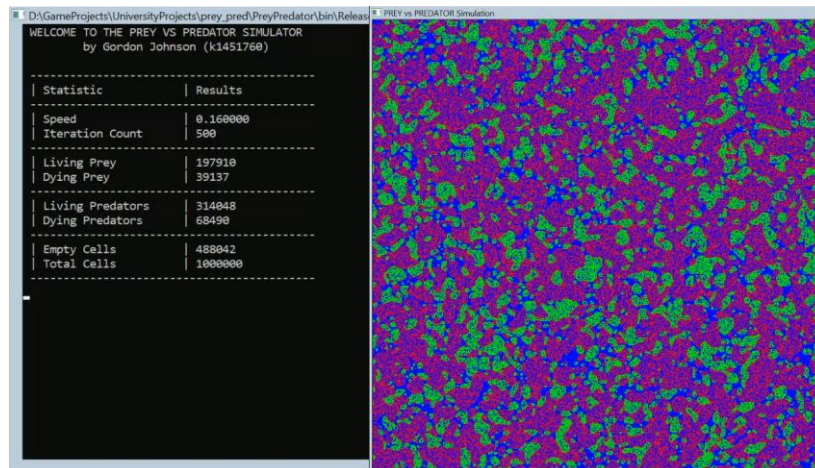 D:\GameProjects\UniversityProjects\prey_pred\PreyPredator\bin\Releas
WELCOME TO THE PREY VS PREDATOR SIMULATOR
by Gordon Johnson (k1451760)
----------------------------------------
| Statistic | Results
----------------------------------------
| Speed | 0.160000
| Iteration Count | 500
----------------------------------------
| Living Prey | 197910
| Dying Prey | 39137
----------------------------------------
| Living Predators | 314048
| Dying Predators | 68490
----------------------------------------
| Empty Cells | 488042
| Total Cells | 1000000
----------------------------------------
PREY vs PREDATOR Simulation